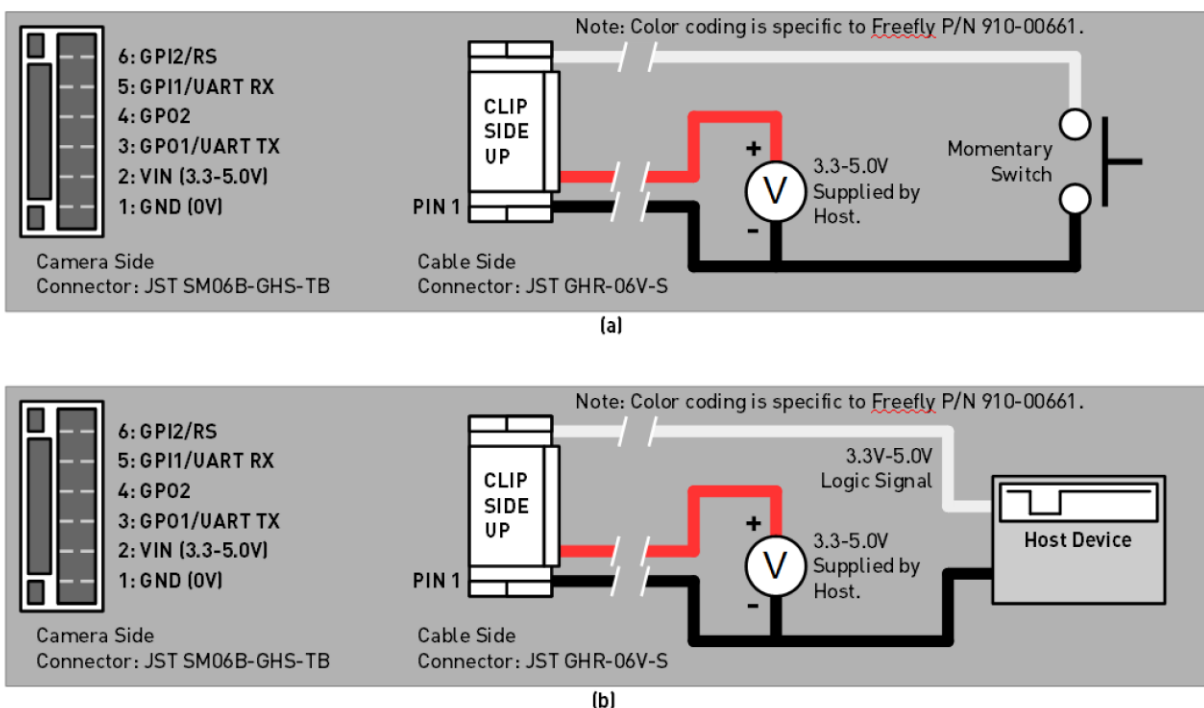 Note: Color coding is specific to Freefly P/N 910-00661.
6: GPI2/RS
5: GPI1/UART RX
4: GPO2
3: GPO1/UART TX
2: VIN (3.3-5.0V)
1: GND (0V)
CLIP
SIDE
UP
PIN 1
+
V
-
3.3-5.0V
Supplied by
Host.
Momentary
Switch
Camera Side
Connector: JST SM06B-GHS-TB
Cable Side
Connector: JST GHR-06V-S
(a)
Note: Color coding is specific to Freefly P/N 910-00661.
6: GPI2/RS
5: GPI1/UART RX
4: GPO2
3: GPO1/UART TX
2: VIN (3.3-5.0V)
1: GND (0V)
CLIP
SIDE
UP
PIN 1
+
V
-
3.3-5.0V
Supplied by
Host.
3.3V-5.0V
Logic Signal
Host Device
Camera Side
Connector: JST SM06B-GHS-TB
Cable Side
Connector: JST GHR-06V-S
(b)